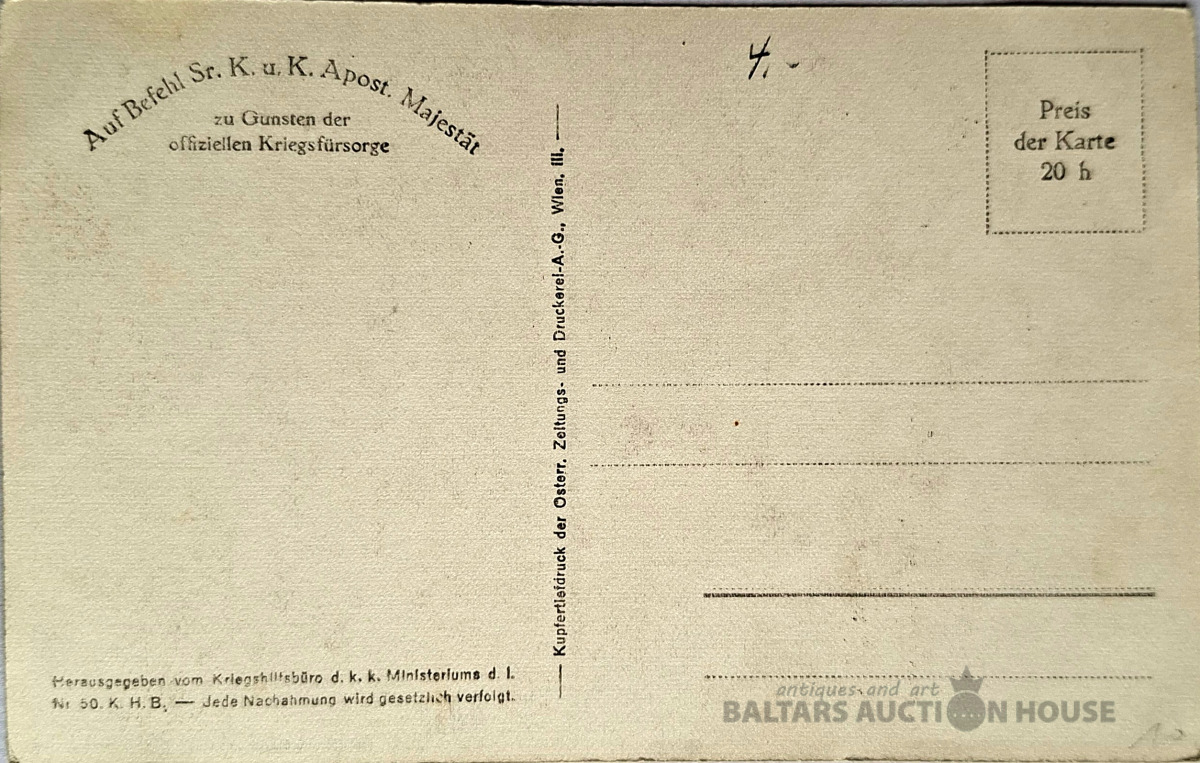 Auf Befehl Sr. K. u. K. Apost. Majestät
zu Gunsten der
offiziellen Kriegsfürsorge
4.-
Preis
der Karte
20 h
Kupfertiefdruck der Österr. Zeitungs- und Druckerei-A.-G., Wien, III.
Herausgegeben vom Kriegshilfsbüro d. k. k. Ministeriums d. I.
Nr 50. K. H. B. — Jede Nachahmung wird gesetzlich verfolgt.
antiques and art
BALTARS AUCTION HOUSE